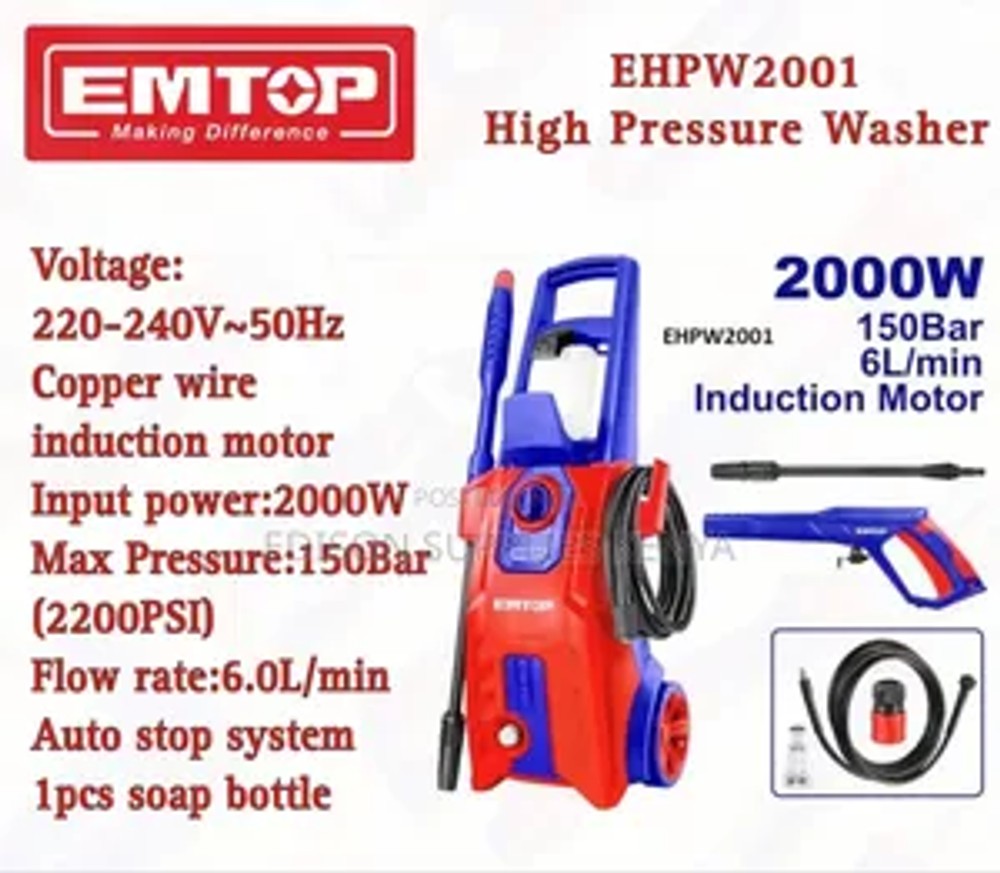 EMTOP
Making Difference
EHPW2001
High Pressure Washer
Voltage:
220-240V~50Hz
Copper wire
induction motor
Input power:2000W
Max Pressure:150Bar
(2200PSI)
Flow rate:6.0L/min
Auto stop system
1pcs soap bottle
2000W
EHPW2001
150Bar
6L/min
Induction Motor
EMTOP